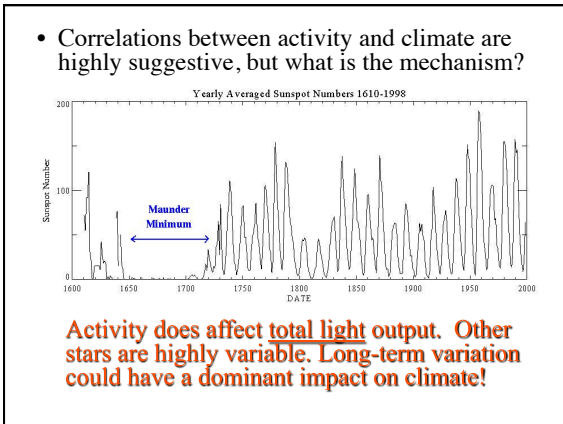 • Correlations between activity and climate are
highly suggestive, but what is the mechanism?
Yearly Averaged Sunspot Numbers 1610-1998
200
100
0
Sunspot Number
Maunder
Minimum
1600 1650 1700 1750 1800 1850 1900 1950 2000
DATE
Activity does affect total light output. Other
stars are highly variable. Long-term variation
could have a dominant impact on climate!